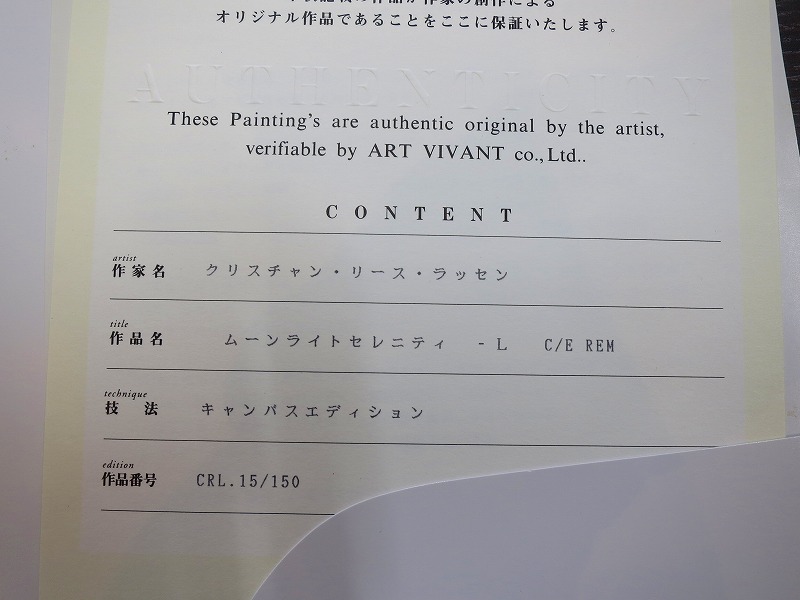 オリジナル作品であることをここに保証いたします。
AUTHENTICITY
These Painting's are authentic original by the artist,
verifiable by ART VIVANT co.,Ltd..
CONTENT
artist
作家名 クリスチャン・リース・ラッセン
title
作品名 ムーンライトセレニティ -L C/E REM
technique
技法 キャンバスエディション
edition
作品番号 CRL.15/150